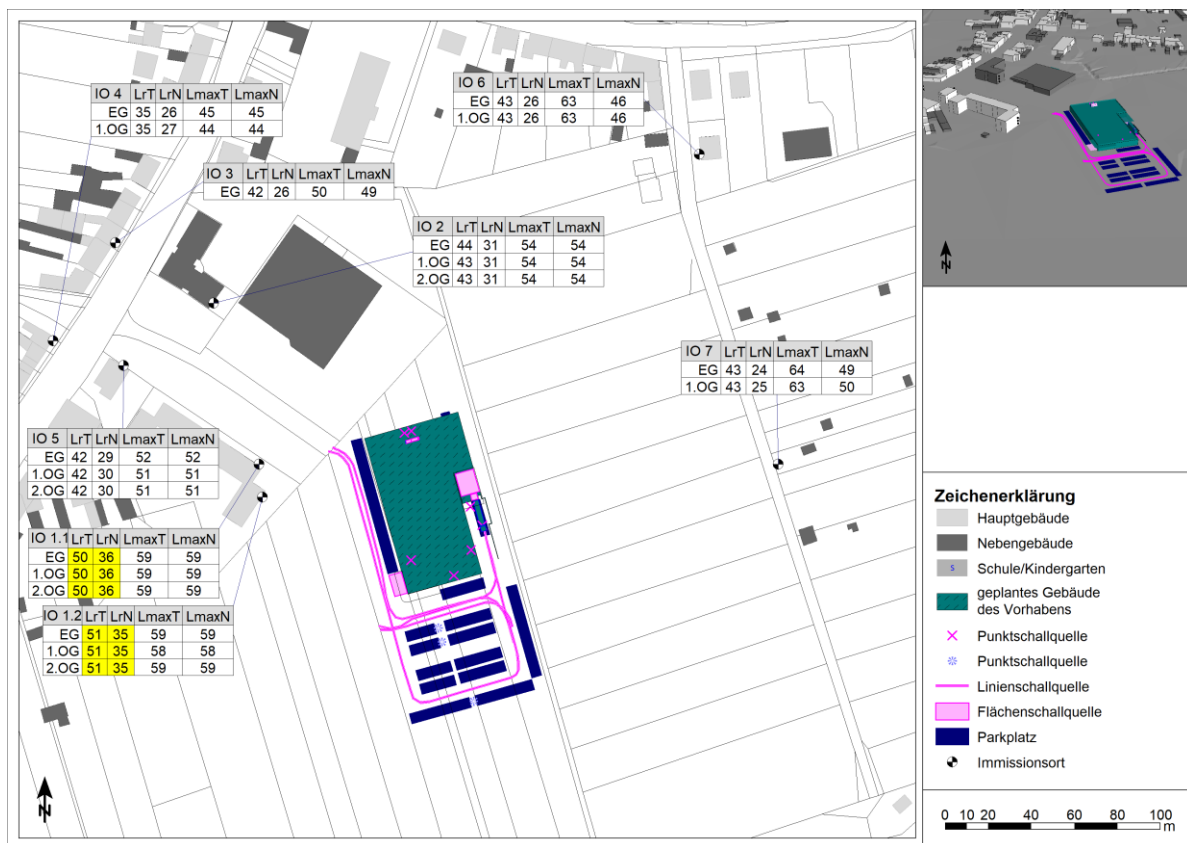 IO 4 LrT LrN LmaxT LmaxN
EG 35 26 45 45
1.OG 35 27 44 44
IO 6 LrT LrN LmaxT LmaxN
EG 43 26 63 46
1.OG 43 26 63 46
IO 3 LrT LrN LmaxT LmaxN
EG 42 26 50 49
IO 2 LrT LrN LmaxT LmaxN
EG 44 31 54 54
1.OG 43 31 54 54
2.OG 43 31 54 54
IO 7 LrT LrN LmaxT LmaxN
EG 43 24 64 49
1.OG 43 25 63 50
IO 5 LrT LrN LmaxT LmaxN
EG 42 29 52 52
1.OG 42 30 51 51
2.OG 42 30 51 51
IO 1.1 LrT LrN LmaxT LmaxN
EG 50 36 59 59
1.OG 50 36 59 59
2.OG 50 36 59 59
IO 1.2 LrT LrN LmaxT LmaxN
EG 51 35 59 59
1.OG 51 35 58 58
2.OG 51 35 59 59
N
N
Zeichenerklärung
Hauptgebäude
Nebengebäude
S Schule/Kindergarten
geplantes Gebäude
des Vorhabens
Punktschallquelle
Punktschallquelle
Linienschallquelle
Flächenschallquelle
Parkplatz
Immissionsort
0 10 20 40 60 80 100
m